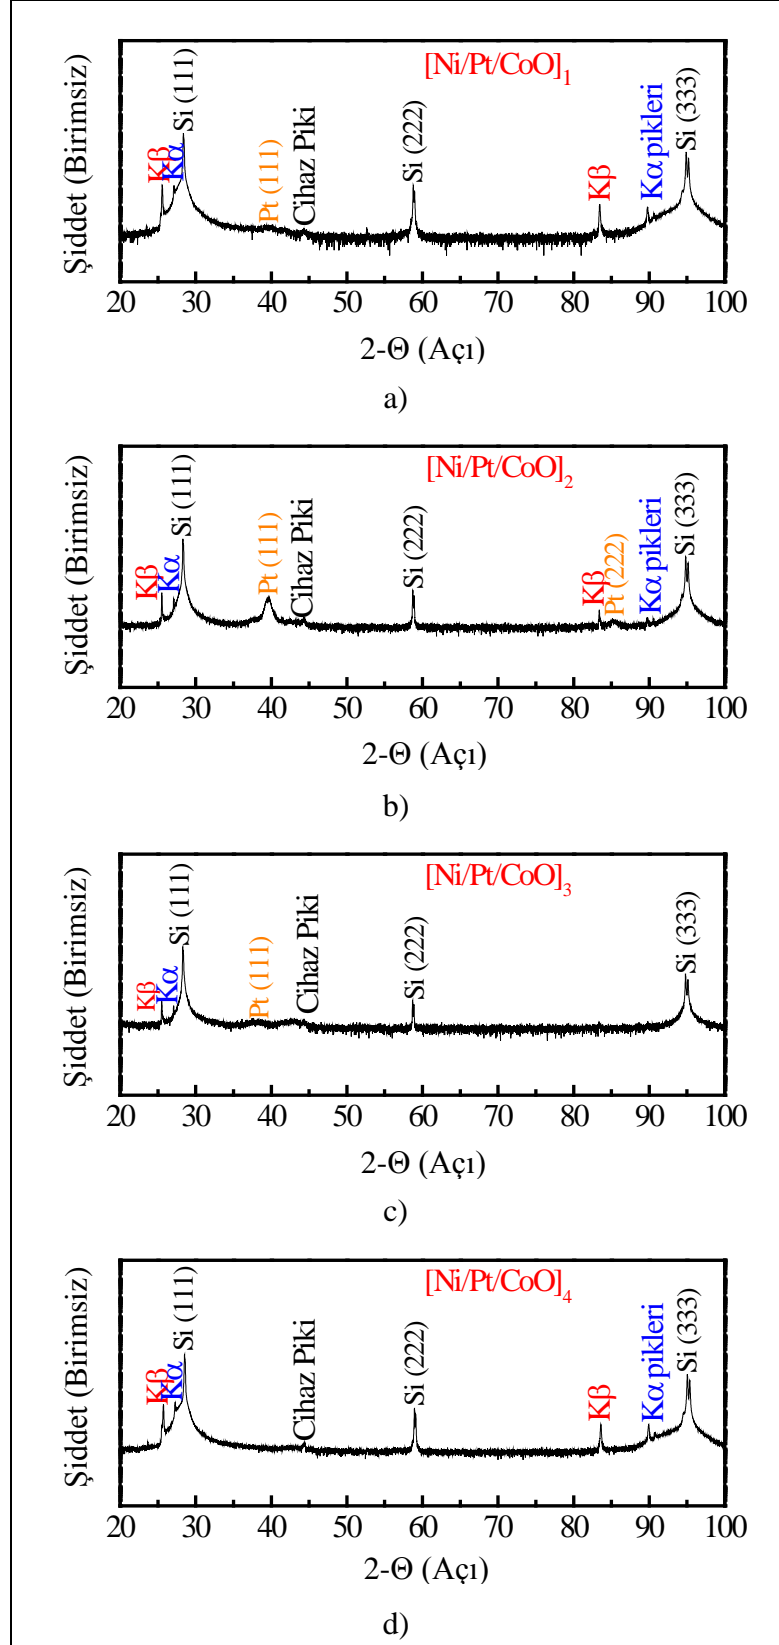 [Ni/Pt/CoO]1
Şiddet (Birimsiz)
Kβ
Kα
Si (111)
Pt (111)
Cihaz Piki
Si (222)
Kβ
Kα pikleri
Si (333)
20 30 40 50 60 70 80 90 100
2-Θ (Açı)
a)
[Ni/Pt/CoO]2
Şiddet (Birimsiz)
Kβ
Kα
Si (111)
Pt (111)
Cihaz Piki
Si (222)
Kβ
Pt (222)
Kα pikleri
Si (333)
20 30 40 50 60 70 80 90 100
2-Θ (Açı)
b)
[Ni/Pt/CoO]3
Şiddet (Birimsiz)
Kβ
Kα
Si (111)
Pt (111)
Cihaz Piki
Si (222)
Si (333)
20 30 40 50 60 70 80 90 100
2-Θ (Açı)
c)
[Ni/Pt/CoO]4
Şiddet (Birimsiz)
Kβ
Kα
Si (111)
Cihaz Piki
Si (222)
Kβ
Kα pikleri
Si (333)
20 30 40 50 60 70 80 90 100
2-Θ (Açı)
d)